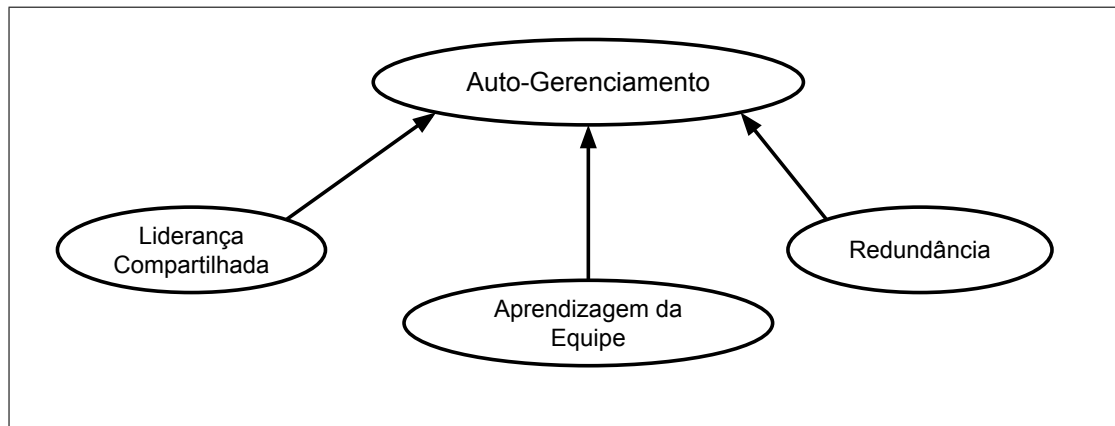 Auto-Gerenciamento
Liderança
Compartilhada
Redundância
Aprendizagem da
Equipe